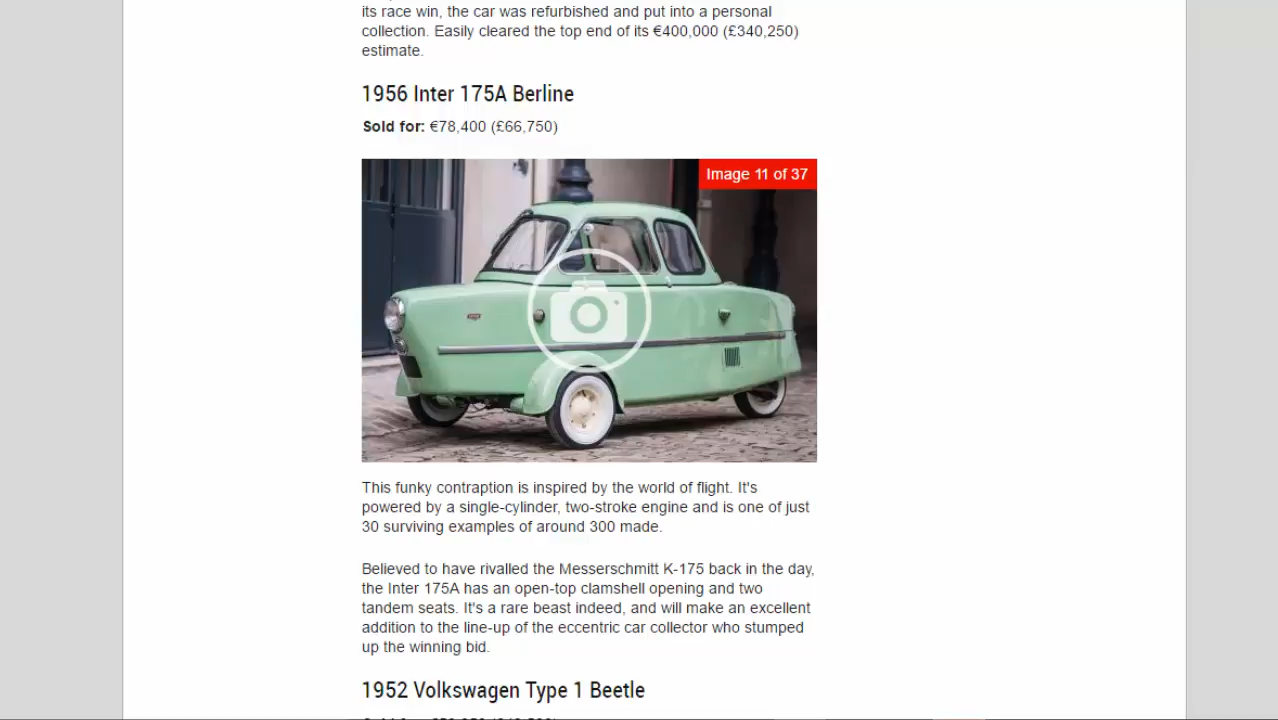 its race win, the car was refurbished and put into a personal
collection. Easily cleared the top end of its €400,000 (£340,250)
estimate.
1956 Inter 175A Berline
Sold for: €78,400 (£66,750)
Image 11 of 37
This funky contraption is inspired by the world of flight. It's
powered by a single-cylinder, two-stroke engine and is one of just
30 surviving examples of around 300 made.
Believed to have rivalled the Messerschmitt K-175 back in the day,
the Inter 175A has an open-top clamshell opening and two
tandem seats. It's a rare beast indeed, and will make an excellent
addition to the line-up of the eccentric car collector who stumped
up the winning bid.
1952 Volkswagen Type 1 Beetle